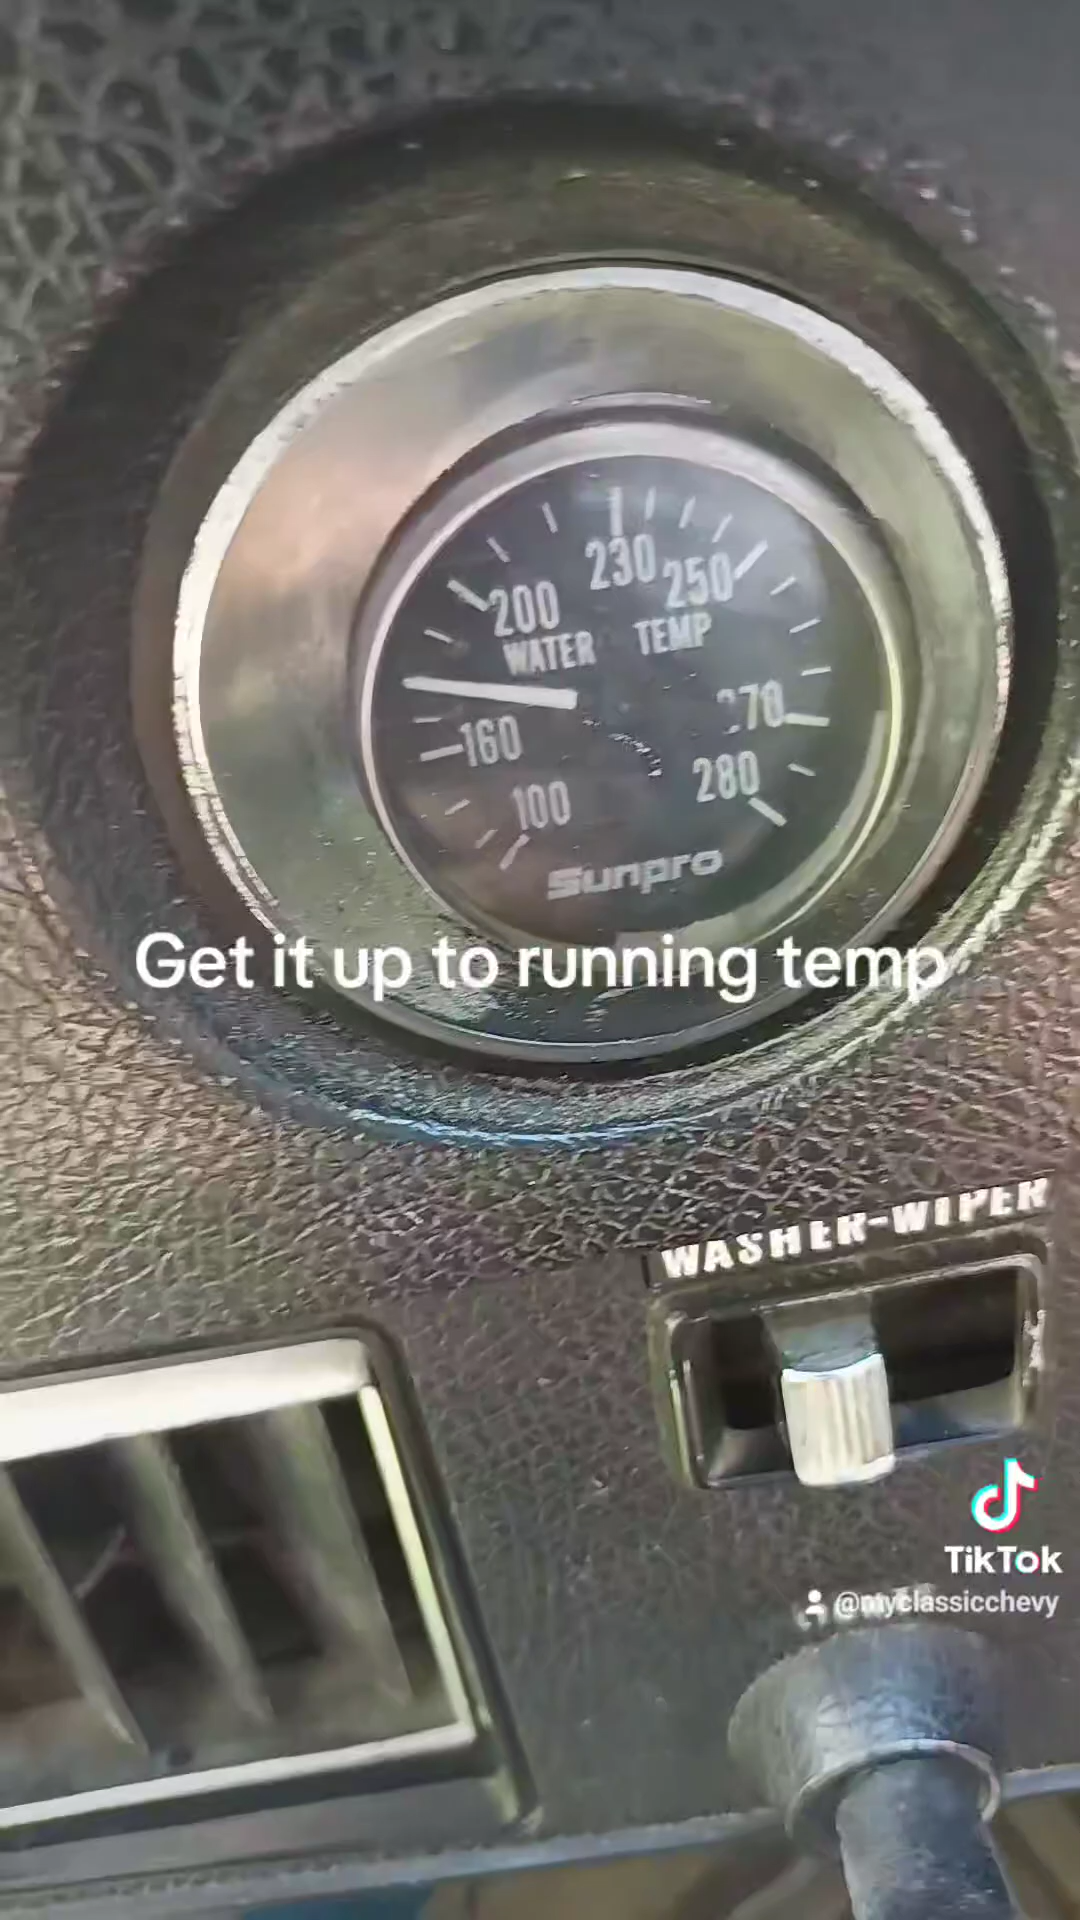 230
250
200
WATER TEMP
270
160
280
100
Sunpro
Get it up to running temp
WASHER-WIPER
TikTok
@myclassicchevy